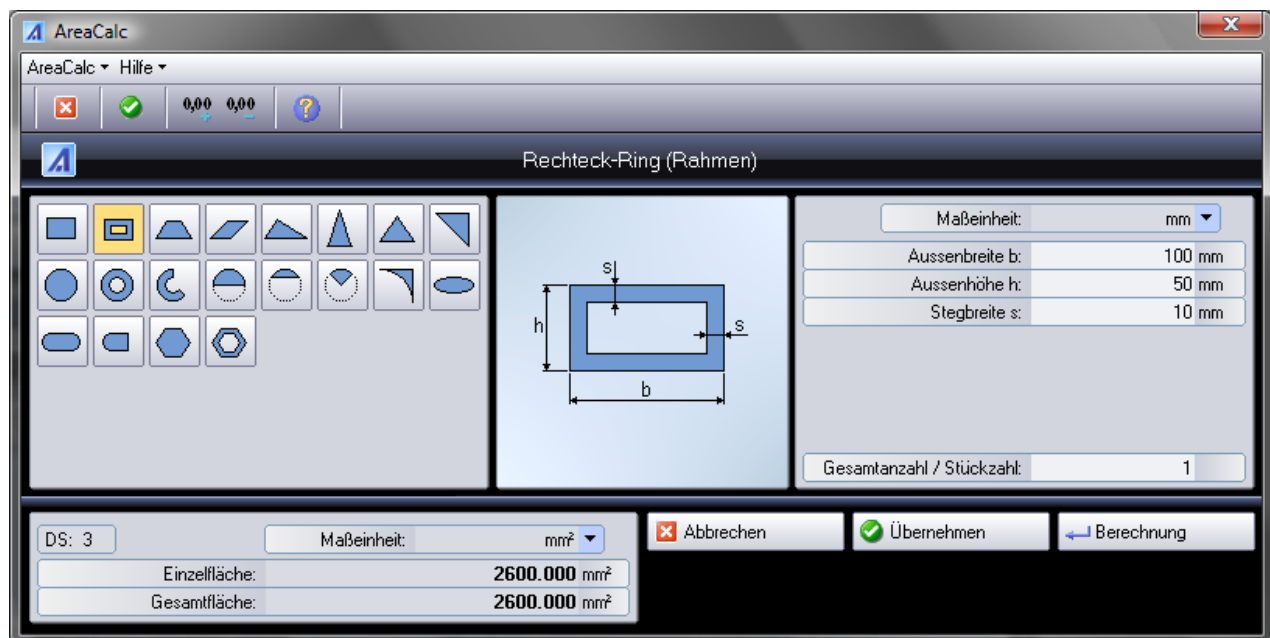 AreaCalc
AreaCalc Hilfe
0,00 0,00
Rechteck-Ring (Rahmen)
s
h
s
b
Maßeinheit: mm
Aussenbreite b: 100 mm
Aussenhöhe h: 50 mm
Stegbreite s: 10 mm
Gesamtanzahl / Stückzahl: 1
DS: 3 Maßeinheit: mm²
Einzelfläche: 2600.000 mm²
Gesamtfläche: 2600.000 mm²
Abbrechen Übernehmen Berechnung